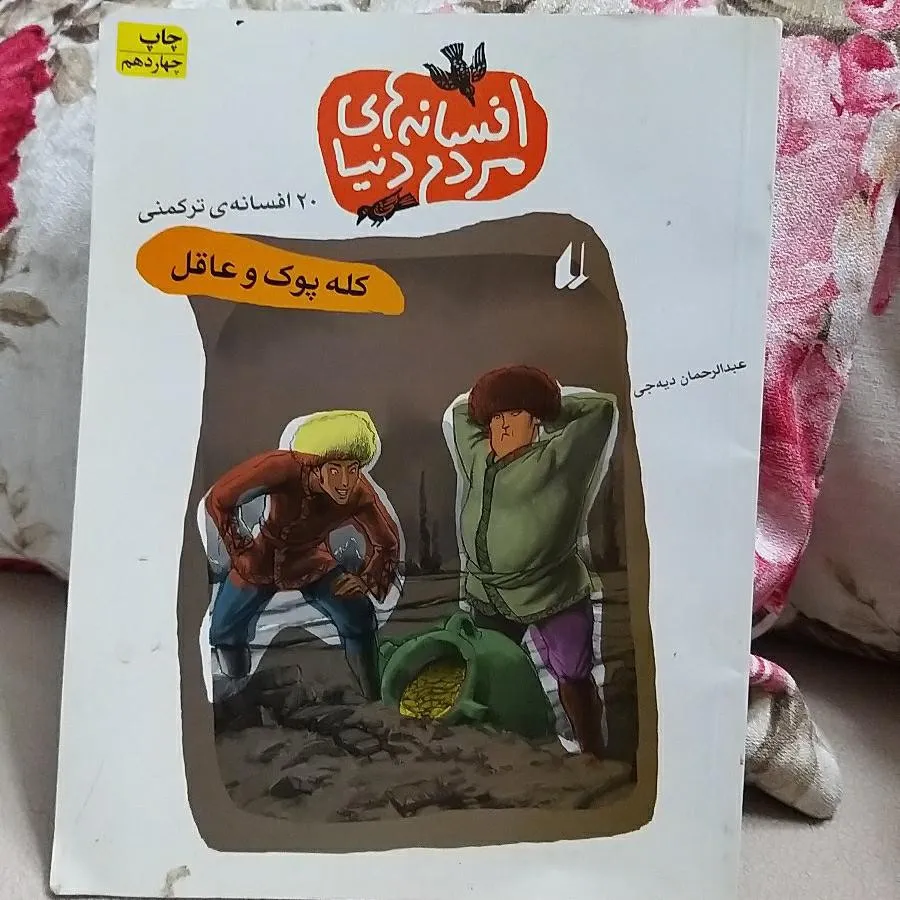 چاپ
چهاردهم
افسانه‌های
مردم دنیا
۲۰ افسانه‌ی ترکمنی
کله پوک و عاقل
عبدالرحمان دیه‌جی